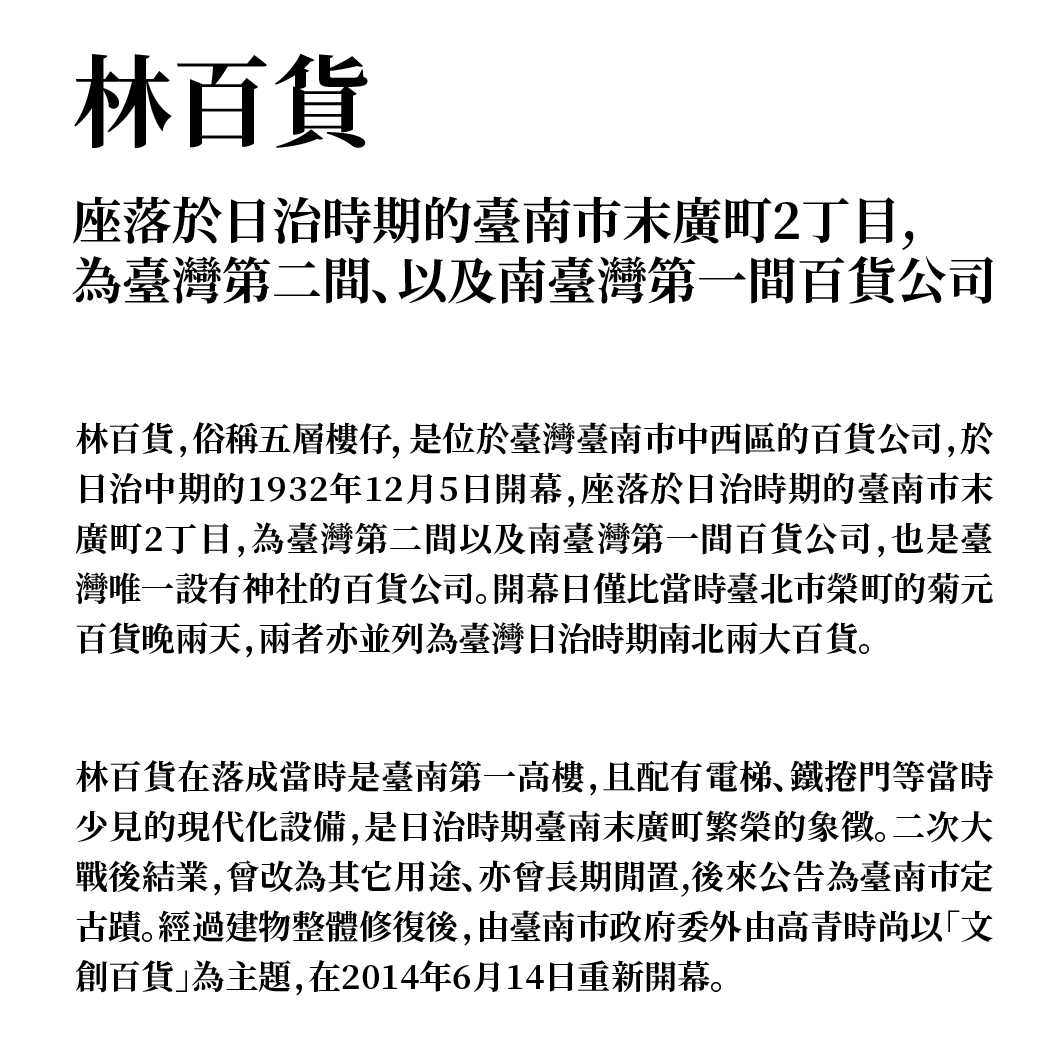 林百貨
座落於日治時期的臺南市末廣町2丁目，
為臺灣第二間、以及南臺灣第一間百貨公司
林百貨，俗稱五層樓仔，是位於臺灣臺南市中西區的百貨公司，於
日治中期的1932年12月5日開幕，座落於日治時期的臺南市末
廣町2丁目，為臺灣第二間以及南臺灣第一間百貨公司，也是臺
灣唯一設有神社的百貨公司。開幕日僅比當時臺北市榮町的菊元
百貨晚兩天，兩者亦並列為臺灣日治時期南北兩大百貨。
林百貨在落成當時是臺南第一高樓，且配有電梯、鐵捲門等當時
少見的現代化設備，是日治時期臺南末廣町繁榮的象徵。二次大
戰後結業，曾改為其它用途、亦曾長期閒置，後來公告為臺南市定
古蹟。經過建物整體修復後，由臺南市政府委外由高青時尚以「文
創百貨」為主題，在2014年6月14日重新開幕。